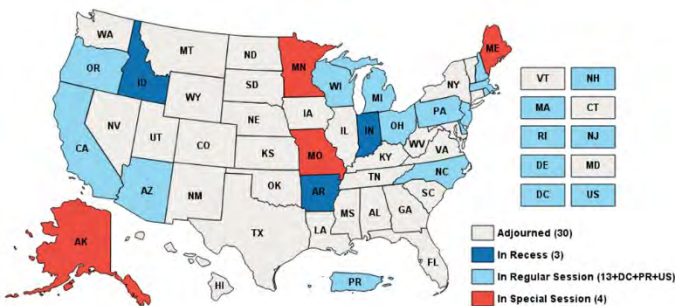 WA
MT
ND
MN
ME
OR
ID
SD
WI
MI
NY
WY
IA
PA
NE
NV
UT
IL
IN
OH
CO
WV
VA
CA
KS
MO
KY
NC
AZ
NM
OK
AR
TN
SC
MS
AL
GA
TX
LA
FL
AK
HI
PR
VT
NH
MA
CT
RI
NJ
DE
MD
DC
US
Adjourned (30)
In Recess (3)
In Regular Session (13+DC+PR+US)
In Special Session (4)